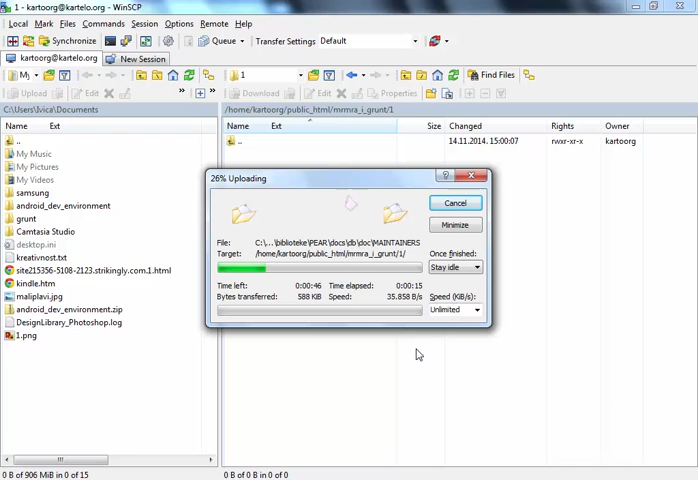 1 - kartoorg@kartelo.org - WinSCP
Local Mark Files Commands Session Options Remote Help
Synchronize Queue Transfer Settings Default
kartoorg@kartelo.org New Session
My 1 Find Files
Upload Edit Download Edit Properties
C:\Users\Ivica\Documents /home/kartoorg/public_html/mrmra_i_grunt/1
Name Ext Name Ext Size Changed Rights Owner
.. .. 14.11.2014. 15:00:07 rwxr-xr-x kartoorg
My Music
My Pictures
My Videos
samsung
android_dev_environment
grunt
Camtasia Studio
desktop.ini
kreativnost.txt
site215356-5108-2123.strikingly.com.1.html
kindle.htm
maliplavi.jpg
android_dev_environment.zip
DesignLibrary_Photoshop.log
1.png
26% Uploading
?
Cancel
Minimize
File: C:\...\biblioteke\PEAR\docs\db\doc\MAINTAINERS
Target: /home/kartoorg/public_html/mrmra_i_grunt/1/
Once finished:
Stay idle
Time left: 0:00:46 Time elapsed: 0:00:15
Bytes transferred: 588 KiB Speed: 35.858 B/s
Speed (KiB/s):
Unlimited
0 B of 906 MiB in 0 of 15 0 B of 0 B in 0 of 0